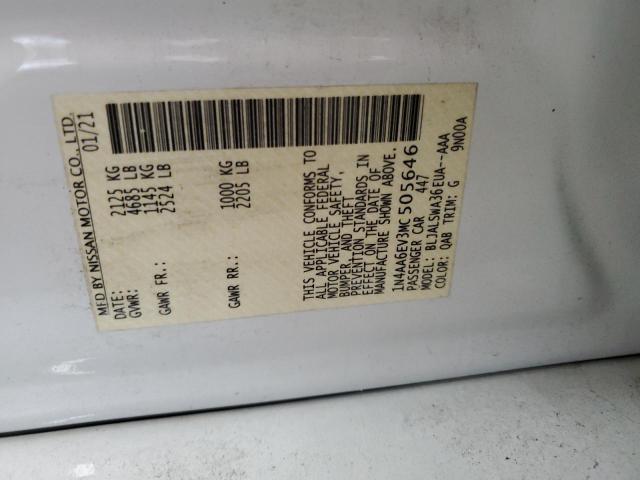 MFD BY NISSAN MOTOR CO., LTD.
DATE: 01/21
GVWR: 2125 KG
4685 LB
GAWR FR.: 1145 KG
2524 LB
GAWR RR.: 1000 KG
2205 LB
THIS VEHICLE CONFORMS TO
ALL APPLICABLE FEDERAL
MOTOR VEHICLE SAFETY,
BUMPER, AND THEFT
PREVENTION STANDARDS IN
EFFECT ON THE DATE OF
MANUFACTURE SHOWN ABOVE.
1N4AA6EV3MC505646
PASSENGER CAR 447
MODEL: BLJALSWA36EUA--AAA
COLOR: QAB TRIM: G 9N00A